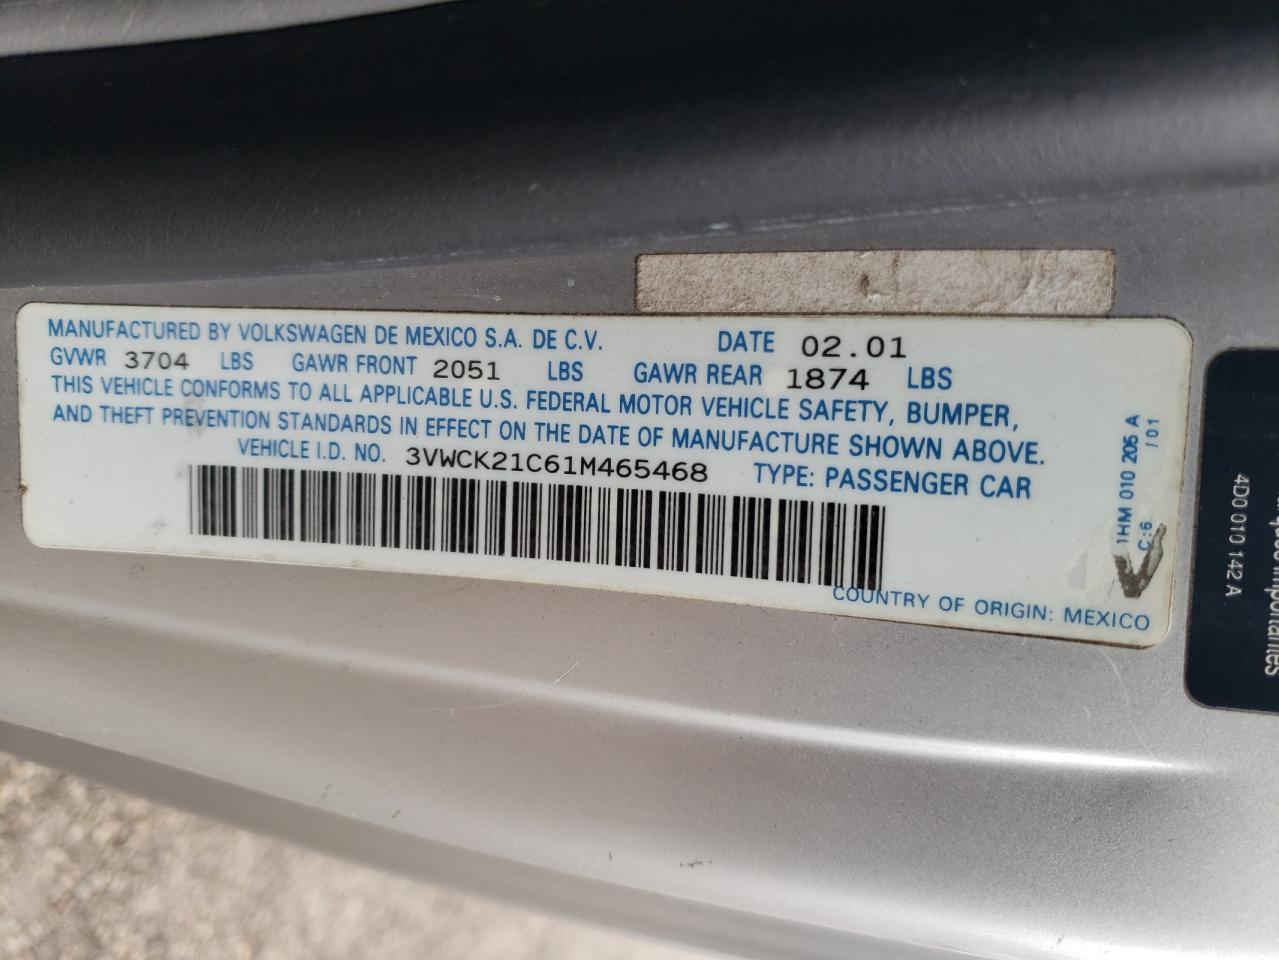 MANUFACTURED BY VOLKSWAGEN DE MEXICO S.A. DE C.V. DATE 02.01
GVWR 3704 LBS GAWR FRONT 2051 LBS GAWR REAR 1874 LBS
THIS VEHICLE CONFORMS TO ALL APPLICABLE U.S. FEDERAL MOTOR VEHICLE SAFETY, BUMPER,
AND THEFT PREVENTION STANDARDS IN EFFECT ON THE DATE OF MANUFACTURE SHOWN ABOVE.
VEHICLE I.D. NO. 3VWCK21C61M465468 TYPE: PASSENGER CAR
COUNTRY OF ORIGIN: MEXICO
1HM 010 205 A
C:6 /01
4D0 010 142 A
importantes